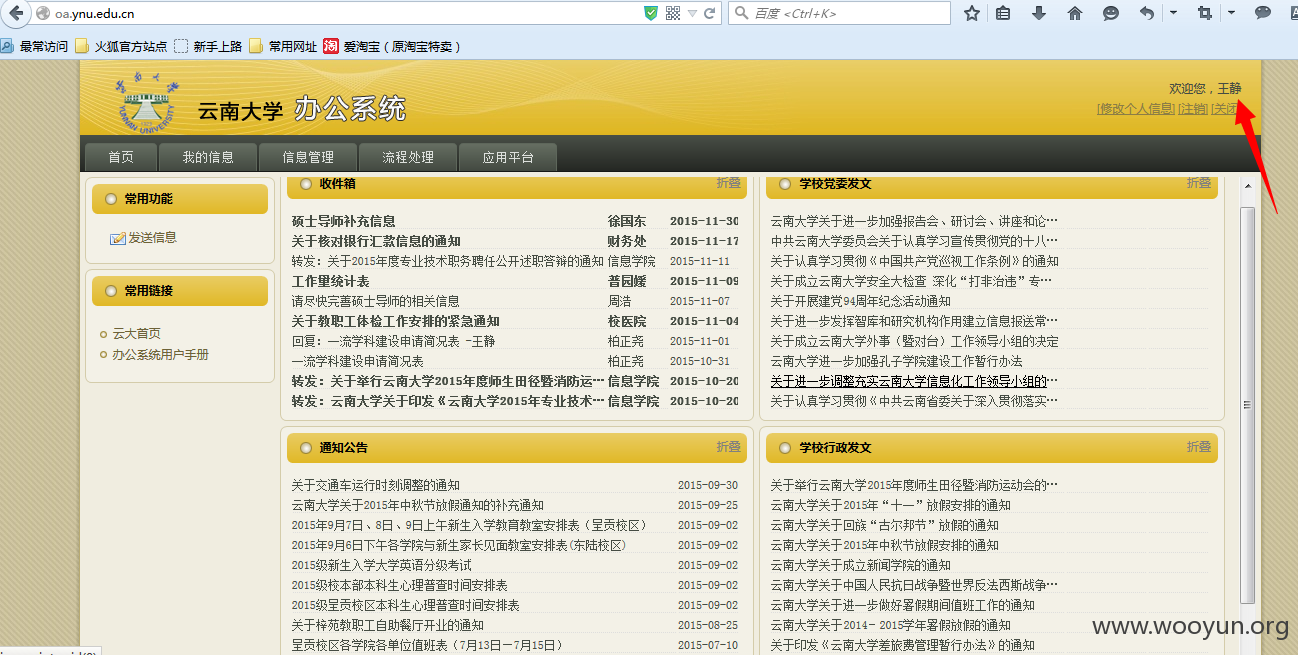 oa.ynu.edu.cn
百度 <Ctrl+K>
最常访问 火狐官方站点 新手上路 常用网址 淘 爱淘宝（原淘宝特卖）
云南大学 办公系统
欢迎您，王静
[修改个人信息] [注销] [关闭
首页 我的信息 信息管理 流程处理 应用平台
常用功能
发送信息
常用链接
云大首页
办公系统用户手册
收件箱 折叠
硕士导师补充信息 徐国东 2015-11-30
关于核对银行汇款信息的通知 财务处 2015-11-17
转发：关于2015年度专业技术职务聘任公开述职答辩的通知 信息学院 2015-11-11
工作量统计表 普园媛 2015-11-09
请尽快完善硕士导师的相关信息 周浩 2015-11-07
关于教职工体检工作安排的紧急通知 校医院 2015-11-04
回复：一流学科建设申请简况表 -王静 柏正尧 2015-11-01
一流学科建设申请简况表 柏正尧 2015-10-31
转发：关于举行云南大学2015年度师生田径暨消防运… 信息学院 2015-10-20
转发：云南大学关于印发《云南大学2015年专业技术… 信息学院 2015-10-20
学校党委发文 折叠
云南大学关于进一步加强报告会、研讨会、讲座和论…
中共云南大学委员会关于认真学习宣传贯彻党的十八…
关于认真学习贯彻《中国共产党巡视工作条例》的通知
关于成立云南大学安全大检查 深化“打非治违”专…
关于开展建党94周年纪念活动通知
关于进一步发挥智库和研究机构作用建立信息报送常…
关于成立云南大学外事（暨对台）工作领导小组的决定
云南大学进一步加强孔子学院建设工作暂行办法
关于进一步调整充实云南大学信息化工作领导小组的…
关于认真学习贯彻《中共云南省委关于深入贯彻落实…
通知公告 折叠
关于交通车运行时刻调整的通知 2015-09-30
云南大学关于2015年中秋节放假通知的补充通知 2015-09-25
2015年9月7日、8日、9日上午新生入学教育教室安排表（呈贡校区） 2015-09-02
2015年9月6日下午各学院与新生家长见面教室安排表(东陆校区) 2015-09-02
2015级新生入学大学英语分级考试 2015-09-02
2015级校本部本科生心理普查时间安排表 2015-09-02
2015级呈贡校区本科生心理普查时间安排表 2015-09-02
关于梓苑教职工自助餐厅开业的通知 2015-08-25
呈贡校区各学院各单位值班表（7月13日－7月15日） 2015-07-10
学校行政发文 折叠
关于举行云南大学2015年度师生田径暨消防运动会的…
云南大学关于2015年“十一”放假安排的通知
云南大学关于回族“古尔邦节”放假的通知
云南大学关于2015年中秋节放假安排的通知
云南大学关于成立新闻学院的通知
云南大学关于中国人民抗日战争暨世界反法西斯战争…
云南大学关于进一步做好暑假期间值班工作的通知
云南大学关于2014－2015学年暑假放假的通知
关于印发《云南大学差旅费管理暂行办法》的通知
www.wooyun.org